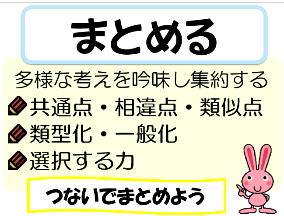 まとめる
多様な考えを吟味し集約する
共通点・相違点・類似点
類型化・一般化
選択する力
つないでまとめよう